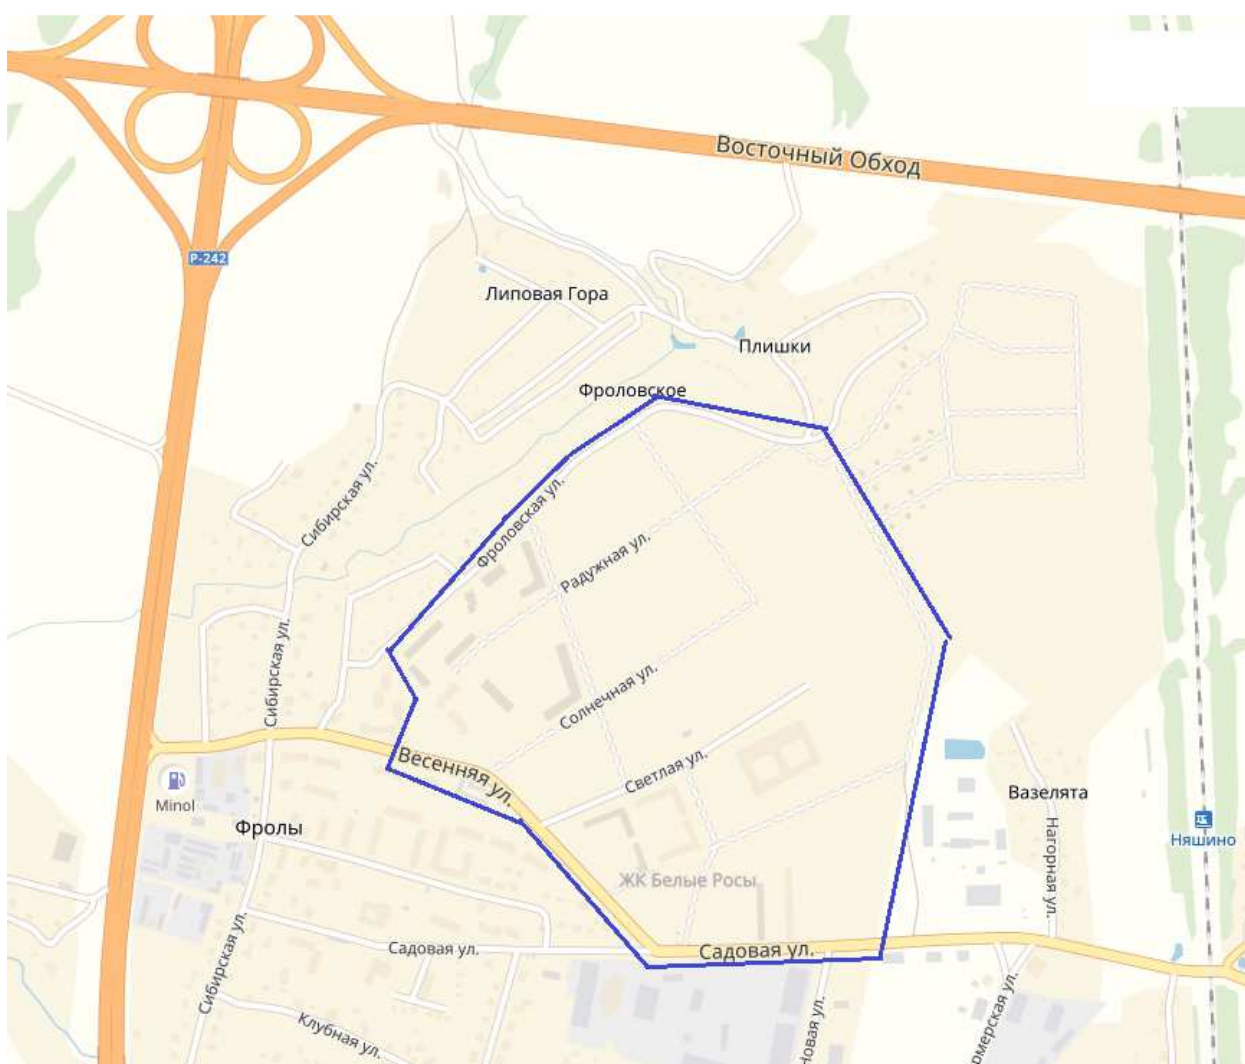 Восточный Обход
Р-242
Липовая Гора
Плишки
Фроловское
Сибирская ул.
Фроловская ул.
Радужная ул.
Сибирская ул.
Солнечная ул.
Весенняя ул.
Светлая ул.
Minol
Фролы
Вазелята
Няшино
Нагорная ул.
ЖК Белые Росы
Садовая ул.
Садовая ул.
Сибирская ул.
Клубная ул.
Новая ул.